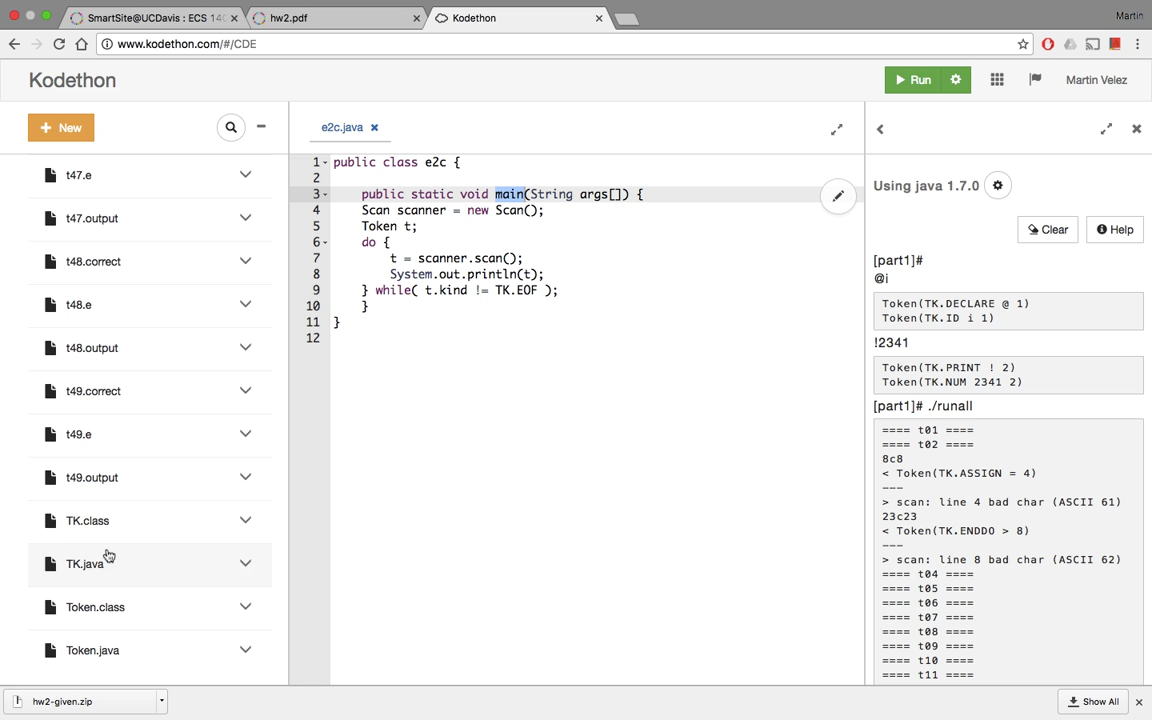 SmartSite@UCDavis : ECS 140
hw2.pdf
Kodethon
Martin
www.kodethon.com/#/CDE
Kodethon
Run
Martin Velez
New
e2c.java
t47.e
t47.output
t48.correct
t48.e
t48.output
t49.correct
t49.e
t49.output
TK.class
TK.java
Token.class
Token.java
1 public class e2c {
2
3 public static void main(String args[]) {
4 Scan scanner = new Scan();
5 Token t;
6 do {
7 t = scanner.scan();
8 System.out.println(t);
9 } while( t.kind != TK.EOF );
10 }
11 }
12
Using java 1.7.0
Clear
Help
[part1]#
@i
Token(TK.DECLARE @ 1)
Token(TK.ID i 1)
!2341
Token(TK.PRINT ! 2)
Token(TK.NUM 2341 2)
[part1]# ./runall
==== t01 ====
==== t02 ====
8c8
< Token(TK.ASSIGN = 4)
---
> scan: line 4 bad char (ASCII 61)
23c23
< Token(TK.ENDDO > 8)
---
> scan: line 8 bad char (ASCII 62)
==== t04 ====
==== t05 ====
==== t06 ====
==== t07 ====
==== t08 ====
==== t09 ====
==== t10 ====
==== t11 ====
hw2-given.zip
Show All